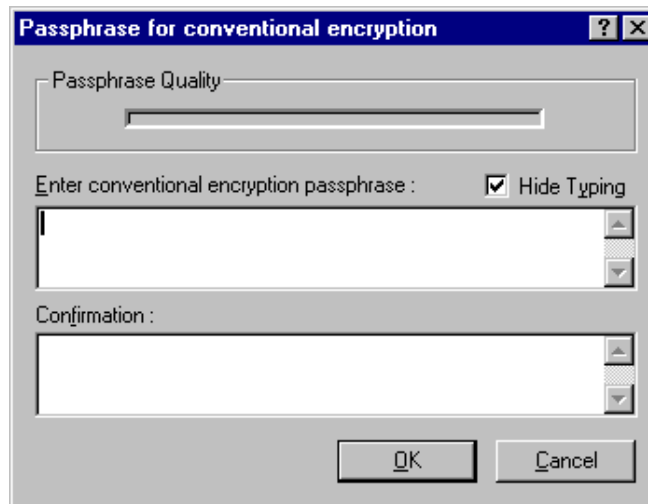 Passphrase for conventional encryption
Passphrase Quality
Enter conventional encryption passphrase : Hide Typing
Confirmation :
OK Cancel